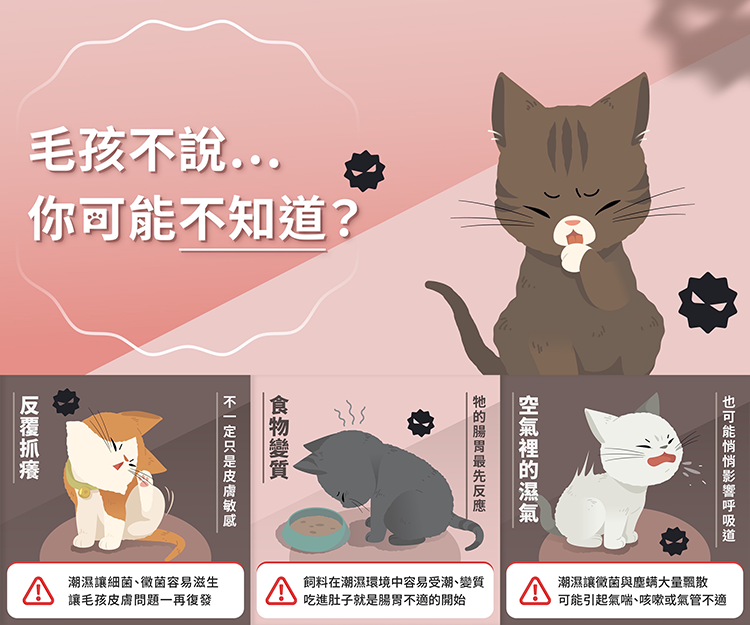 毛孩不說...
你可能不知道?
反覆抓癢
不一定只是皮膚敏感
潮濕讓細菌、黴菌容易滋生
讓毛孩皮膚問題一再復發
食物變質
牠的腸胃最先反應
飼料在潮濕環境中容易受潮、變質
吃進肚子就是腸胃不適的開始
空氣裡的濕氣
也可能悄悄影響呼吸道
潮濕讓黴菌與塵蟎大量飄散
可能引起氣喘、咳嗽或氣管不適